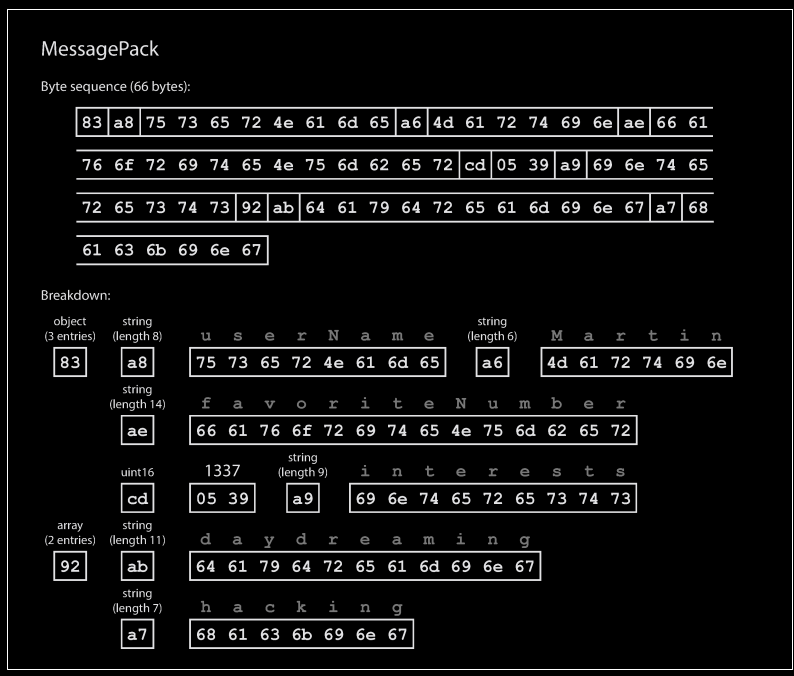 MessagePack
Byte sequence (66 bytes):
83 a8 75 73 65 72 4e 61 6d 65 a6 4d 61 72 74 69 6e ae 66 61
76 6f 72 69 74 65 4e 75 6d 62 65 72 cd 05 39 a9 69 6e 74 65
72 65 73 74 73 92 ab 64 61 79 64 72 65 61 6d 69 6e 67 a7 68
61 63 6b 69 6e 67
Breakdown:
object string string
(3 entries) (length 8) u s e r N a m e (length 6) M a r t i n
83 a8 75 73 65 72 4e 61 6d 65 a6 4d 61 72 74 69 6e
string
(length 14) f a v o r i t e N u m b e r
ae 66 61 76 6f 72 69 74 65 4e 75 6d 62 65 72
string
uint16 1337 (length 9) i n t e r e s t s
cd 05 39 a9 69 6e 74 65 72 65 73 74 73
array string
(2 entries) (length 11) d a y d r e a m i n g
92 ab 64 61 79 64 72 65 61 6d 69 6e 67
string
(length 7) h a c k i n g
a7 68 61 63 6b 69 6e 67